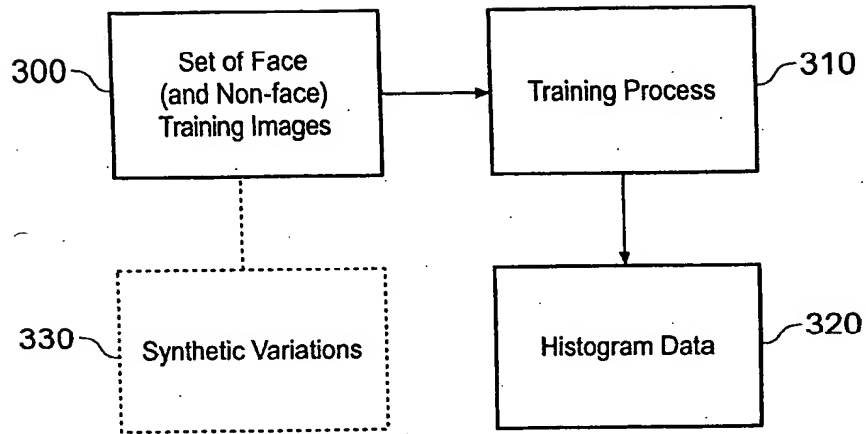 300
Set of Face
(and Non-face)
Training Images
Training Process
310
330
Synthetic Variations
Histogram Data
320